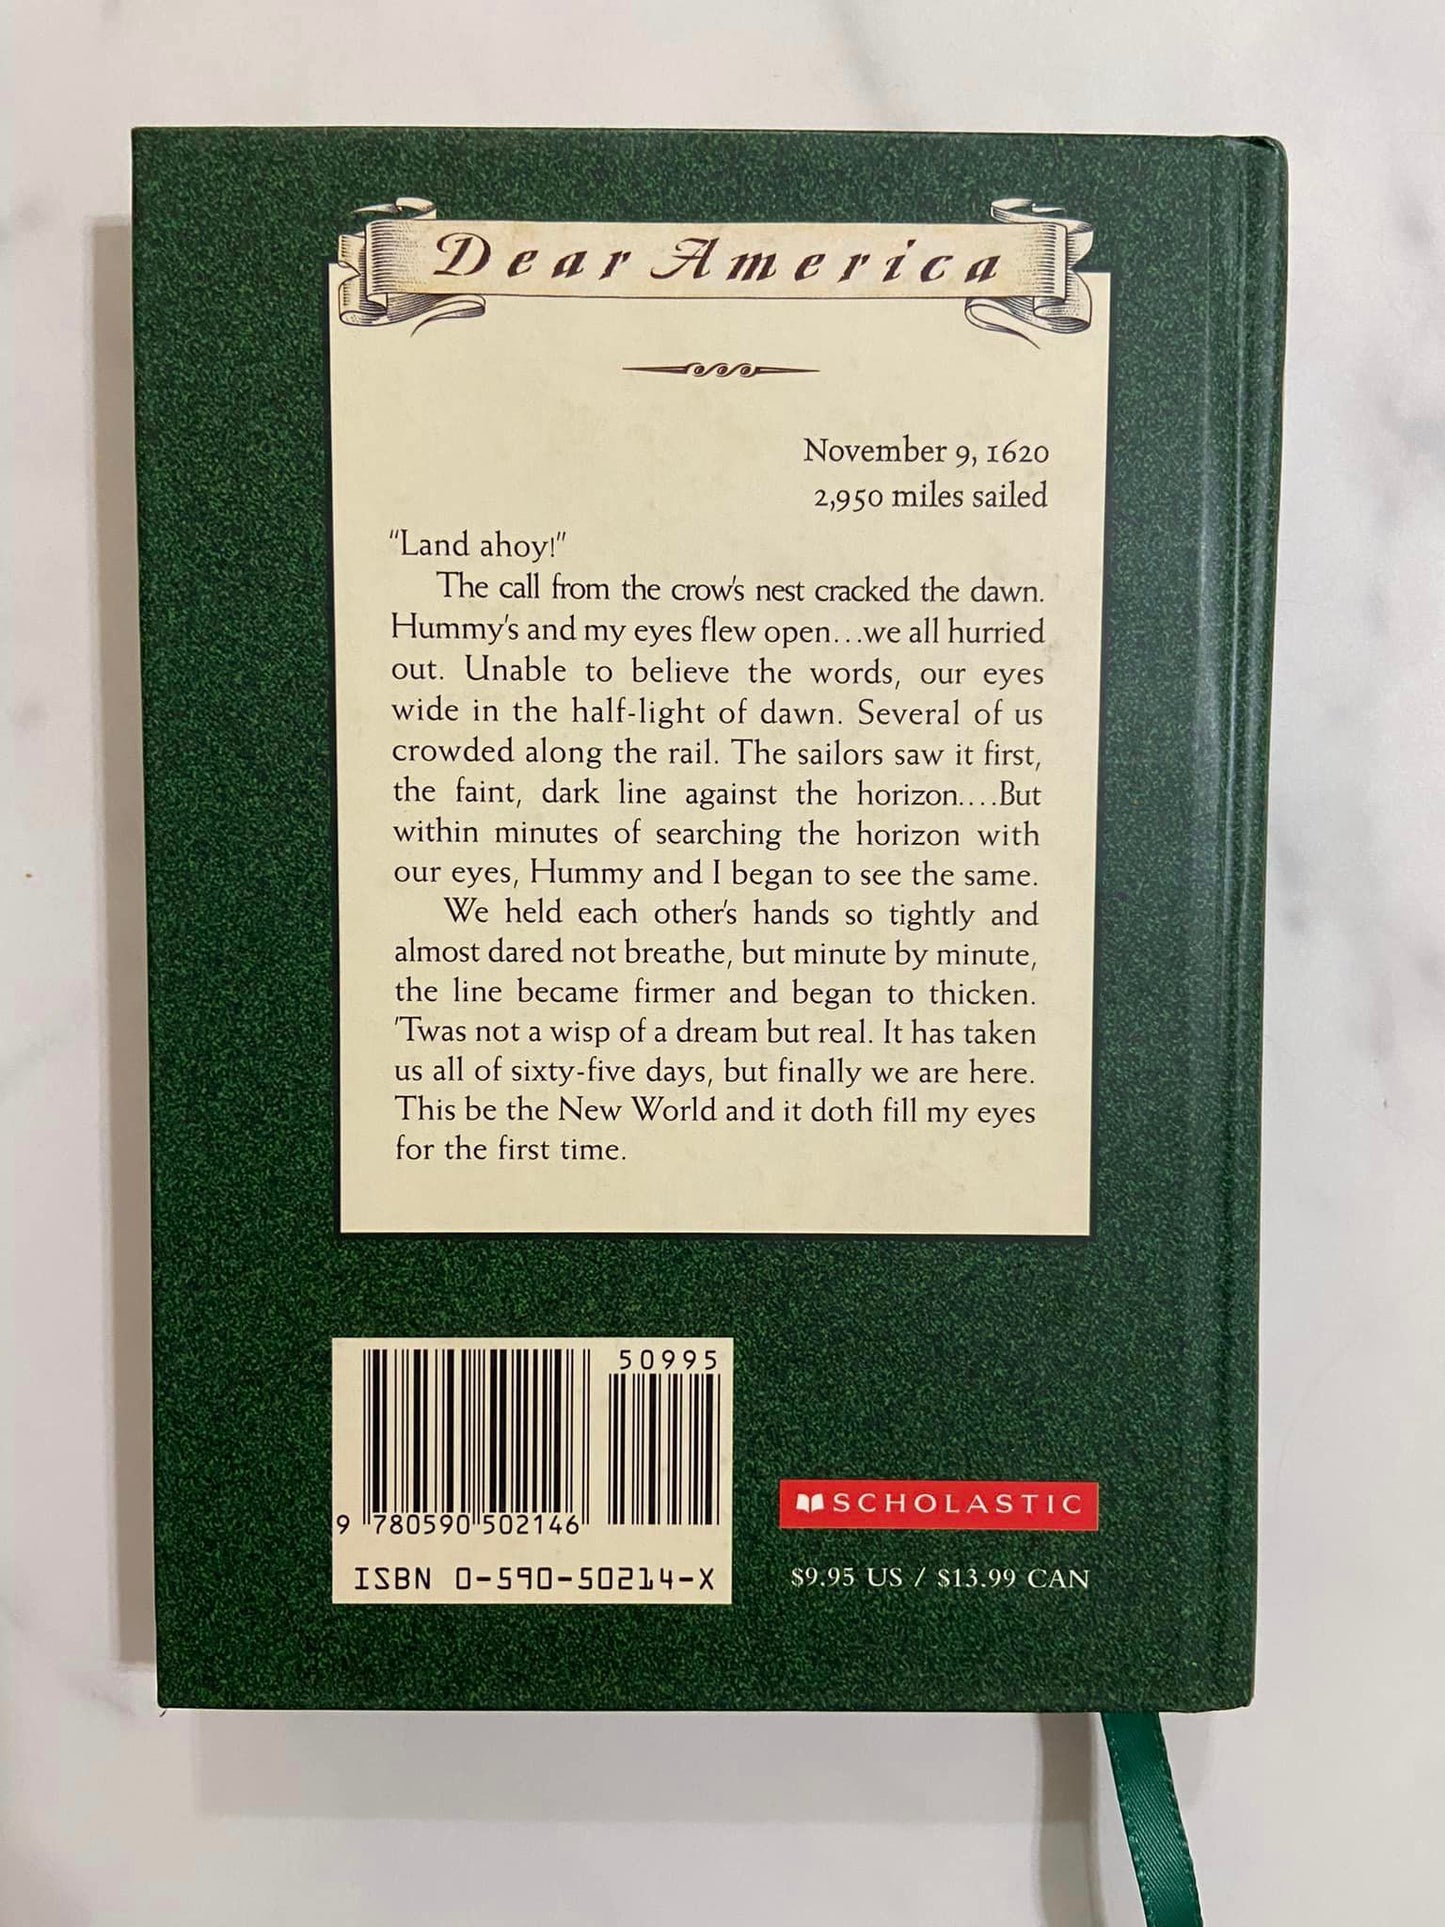 Dear America
November 9, 1620
2,950 miles sailed
"Land ahoy!"
The call from the crow's nest cracked the dawn.
Hummy's and my eyes flew open...we all hurried
out. Unable to believe the words, our eyes
wide in the half-light of dawn. Several of us
crowded along the rail. The sailors saw it first,
the faint, dark line against the horizon....But
within minutes of searching the horizon with
our eyes, Hummy and I began to see the same.
We held each other's hands so tightly and
almost dared not breathe, but minute by minute,
the line became firmer and began to thicken.
'Twas not a wisp of a dream but real. It has taken
us all of sixty-five days, but finally we are here.
This be the New World and it doth fill my eyes
for the first time.
50995
9 780590 502146
ISBN 0-590-50214-X
SCHOLASTIC
$9.95 US / $13.99 CAN